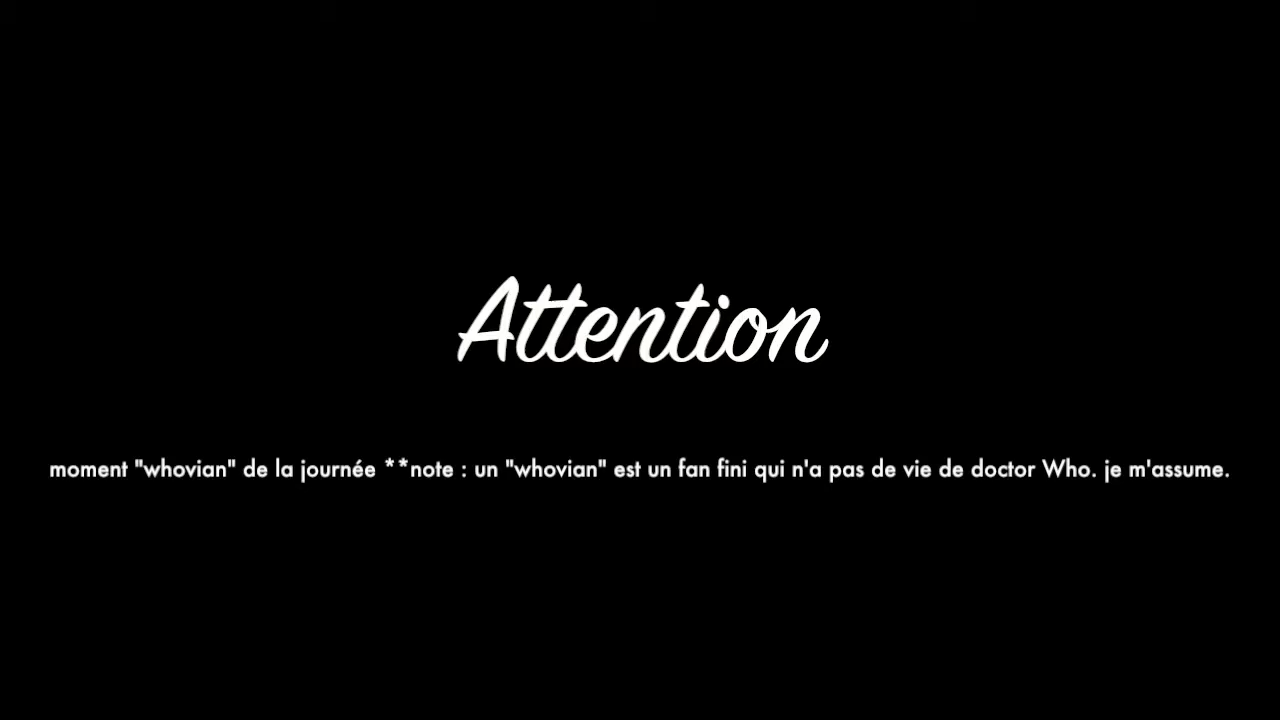 Attention
moment "whovian" de la journée **note : un "whovian" est un fan fini qui n'a pas de vie de doctor Who. je m'assume.